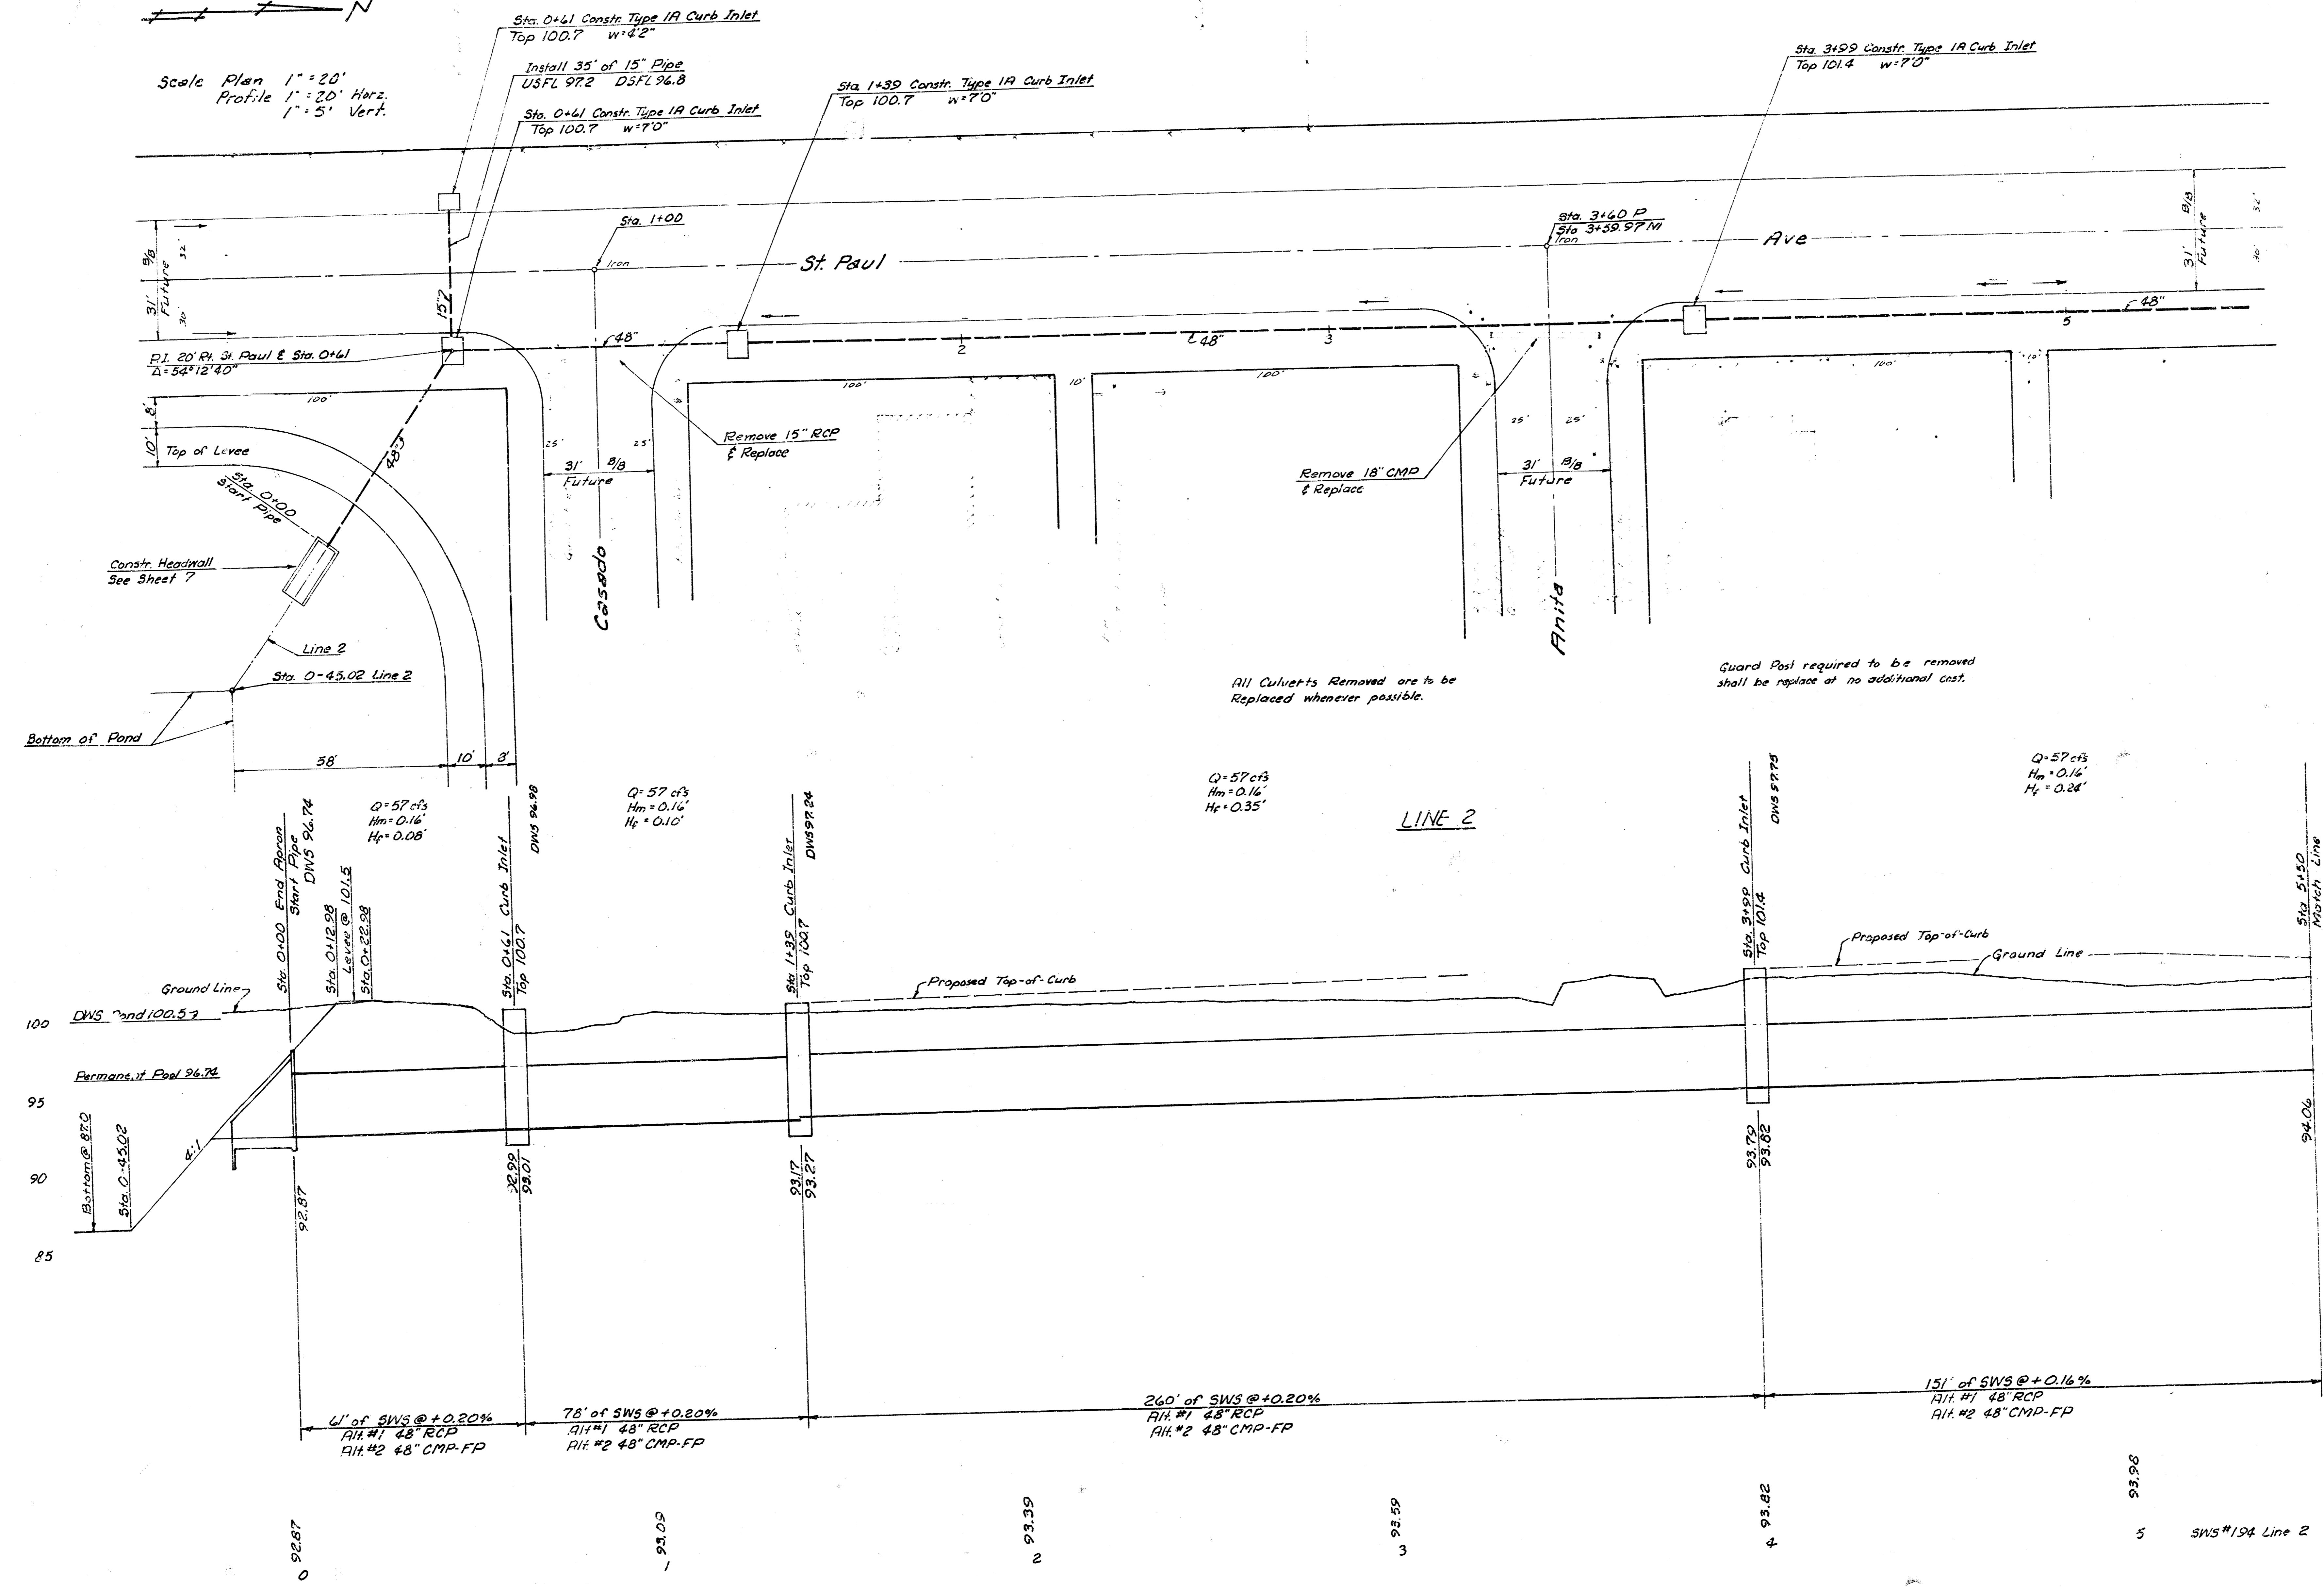 N
Scale Plan 1" = 20'
Profile 1" = 20' Horz.
1" = 5' Vert.
Sta. 0+61 Constr. Type 1A Curb Inlet
Top 100.7 w=4'2"
Install 35' of 15" Pipe
USFL 97.2 DSFL 96.8
Sta. 0+61 Constr. Type 1A Curb Inlet
Top 100.7 w=7'0"
Sta 1+39 Constr. Type 1A Curb Inlet
Top 100.7 w=7'0"
Sta 3+99 Constr. Type 1A Curb Inlet
Top 101.4 w=7'0"
Sta. 1+00
Iron
St. Paul
Sta. 3+60 P
Sta 3+59.97 M
Iron
Ave
31' B/B
Future
32'
30'
31' B/B
Future
32'
30'
15"
P.I. 20' Rt. St. Paul & Sta. 0+61
Δ=54°12'40"
48"
2
48"
3
48"
5
100'
100'
10'
100'
100'
10'
8'
10'
Top of Levee
48"
Sta. 0+00
Start Pipe
Remove 15" RCP
& Replace
Remove 18" CMP
& Replace
25'
25'
31' B/B
Future
25'
25'
31' B/B
Future
Constr. Headwall
See Sheet 7
Casado
Anita
Line 2
Sta. 0-45.02 Line 2
Bottom of Pond
58'
10'
8'
All Culverts Removed are to be
Replaced whenever possible.
Guard Post required to be removed
shall be replace at no additional cost.
Q=57 cfs
Hm=0.16'
Hf=0.08'
Q=57 cfs
Hm=0.16'
Hf=0.10'
Q=57 cfs
Hm=0.16'
Hf=0.35'
Q=57 cfs
Hm=0.16'
Hf=0.24'
LINE 2
Sta. 0+00 End Apron
Start Pipe
DWS 96.74
Sta. 0+12.98
Levee @ 101.5
Sta. 0+22.98
Sta. 0+61 Curb Inlet
Top 100.7
DWS 96.98
Sta 1+39 Curb Inlet
Top 100.7
DWS 97.24
Sta. 3+99 Curb Inlet
Top 101.4
DWS 97.75
Sta 5+50
Match Line
Ground Line
Proposed Top-of-Curb
Proposed Top-of-Curb
Ground Line
100
DWS Pond 100.5
Permanent Pool 96.74
95
90
85
Bottom @ 87.0
Sta. 0-45.02
4:1
92.87
92.99
93.01
93.17
93.27
93.79
93.82
94.06
61' of SWS @ +0.20%
Alt. #1 48" RCP
Alt. #2 48" CMP-FP
78' of SWS @ +0.20%
Alt #1 48" RCP
Alt. #2 48" CMP-FP
260' of SWS @ +0.20%
Alt. #1 48" RCP
Alt. #2 48" CMP-FP
151' of SWS @ +0.16%
Alt. #1 48" RCP
Alt. #2 48" CMP-FP
92.87
93.09
93.39
93.59
93.82
93.98
0
1
2
3
4
5
SWS #194 Line 2